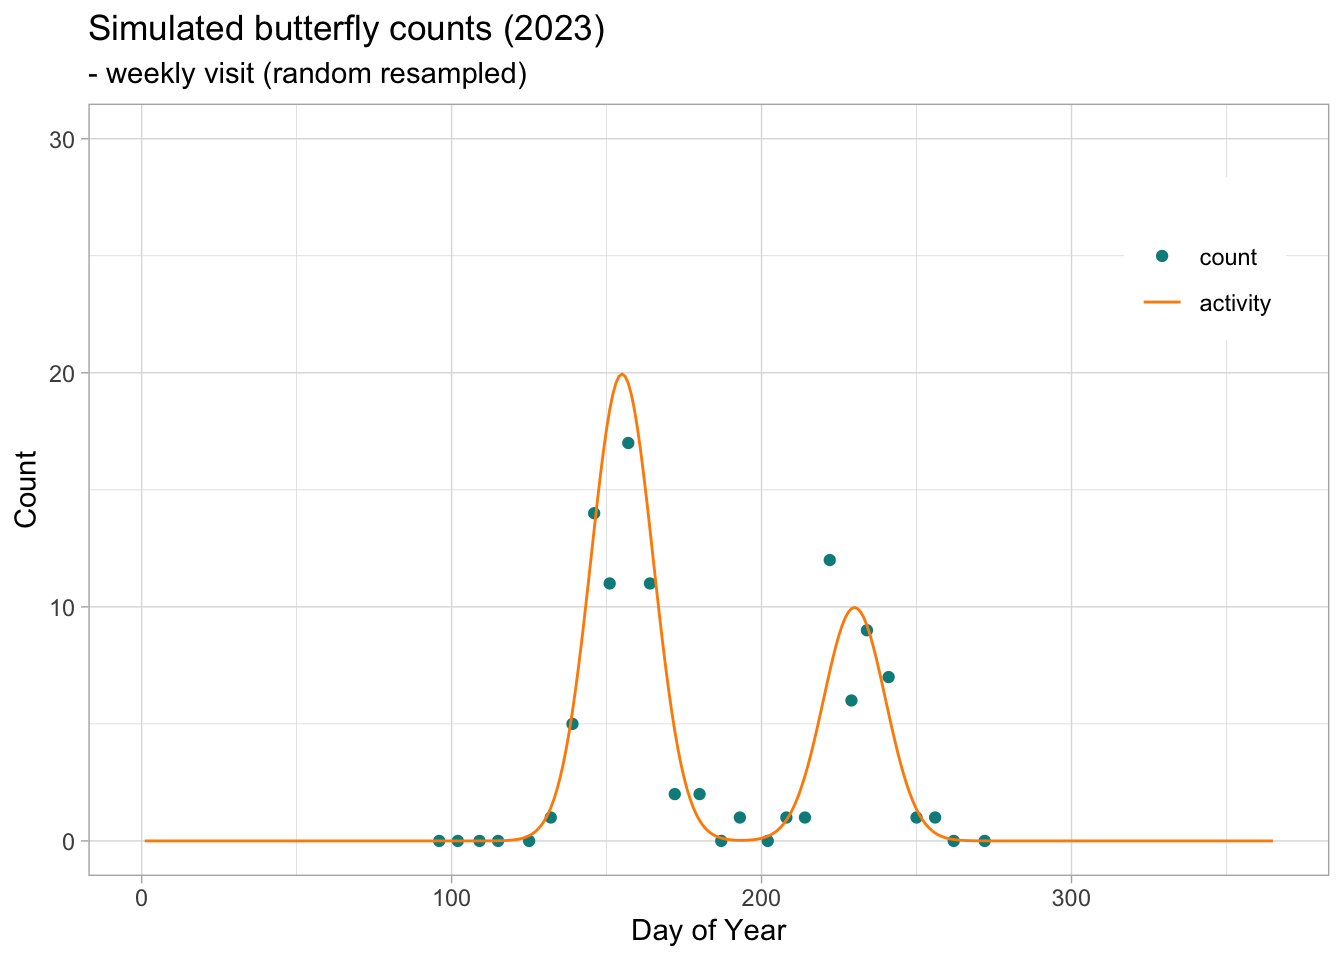 Simulated butterfly counts (2023)
- weekly visit (random resampled)
30
20
10
0
Count
count
activity
0 100 200 300
Day of Year